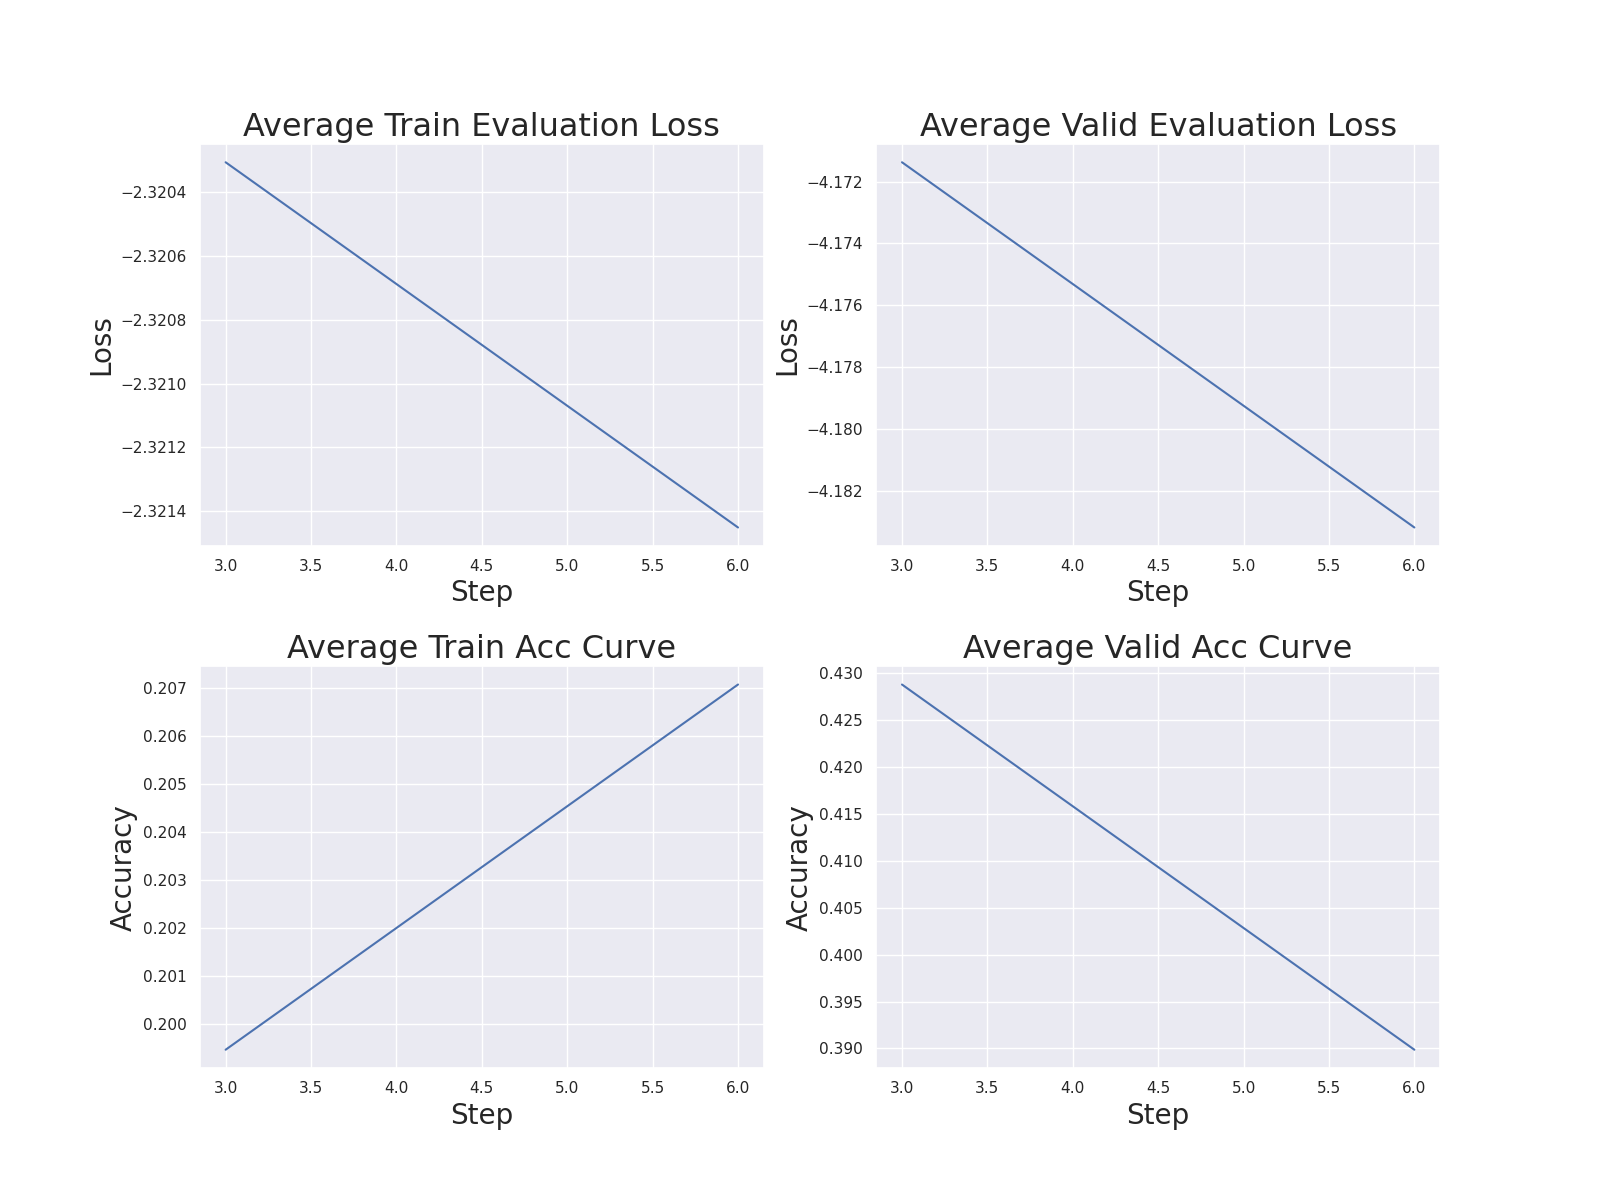 Average Train Evaluation Loss
−2.3204
−2.3206
−2.3208
−2.3210
−2.3212
−2.3214
Loss
3.0 3.5 4.0 4.5 5.0 5.5 6.0
Step
Average Valid Evaluation Loss
−4.172
−4.174
−4.176
−4.178
−4.180
−4.182
Loss
3.0 3.5 4.0 4.5 5.0 5.5 6.0
Step
Average Train Acc Curve
0.207
0.206
0.205
0.204
0.203
0.202
0.201
0.200
Accuracy
3.0 3.5 4.0 4.5 5.0 5.5 6.0
Step
Average Valid Acc Curve
0.430
0.425
0.420
0.415
0.410
0.405
0.400
0.395
0.390
Accuracy
3.0 3.5 4.0 4.5 5.0 5.5 6.0
Step